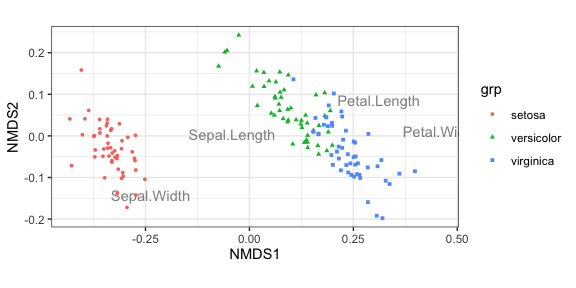 0.2
0.1
0.0
-0.1
-0.2
NMDS2
Petal.Length
Sepal.Length
Petal.Wi
Sepal.Width
-0.25
0.00
0.25
0.50
NMDS1
grp
setosa
versicolor
virginica